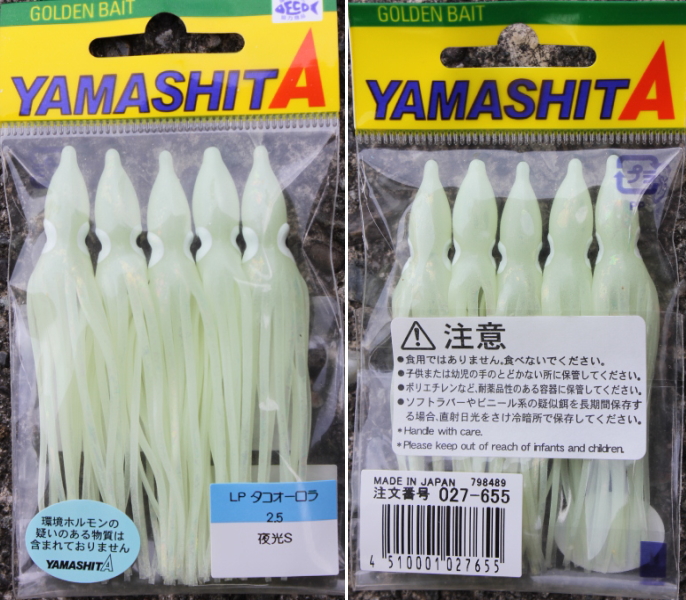 GOLDEN BAIT
ECO
YAMASHITA
LP タコオーロラ
2.5
夜光S
環境ホルモンの
疑いのある物質は
含まれておりません
YAMASHITA
GOLDEN BAIT
YAMASHITA
プラ
注意
●食用ではありません。食べないでください。
●子供または幼児の手のとどかない所に保管してください。
●ポリエチレンなど、耐薬品性のある容器に保管してください。
●ソフトラバーやビニール系の疑似餌を長期間保存す
る場合、直射日光をさけ冷暗所で保存してください。
*Handle with care.
*Please keep out of reach of infants and children.
MADE IN JAPAN 798489
注文番号 027-655
4 510001 027655